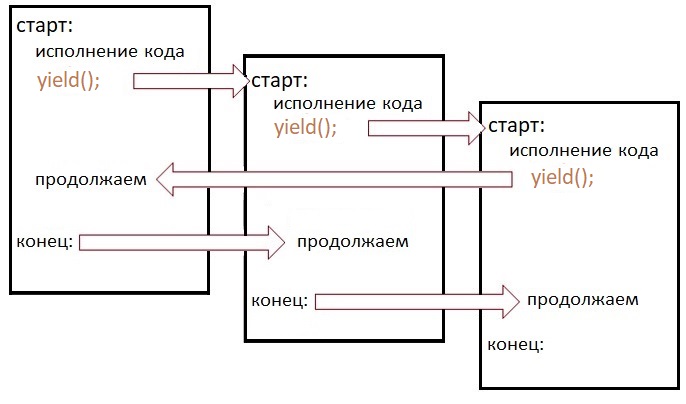 старт:
исполнение кода
yield();
продолжаем
конец:
старт:
исполнение кода
yield();
продолжаем
конец:
старт:
исполнение кода
yield();
продолжаем
конец: